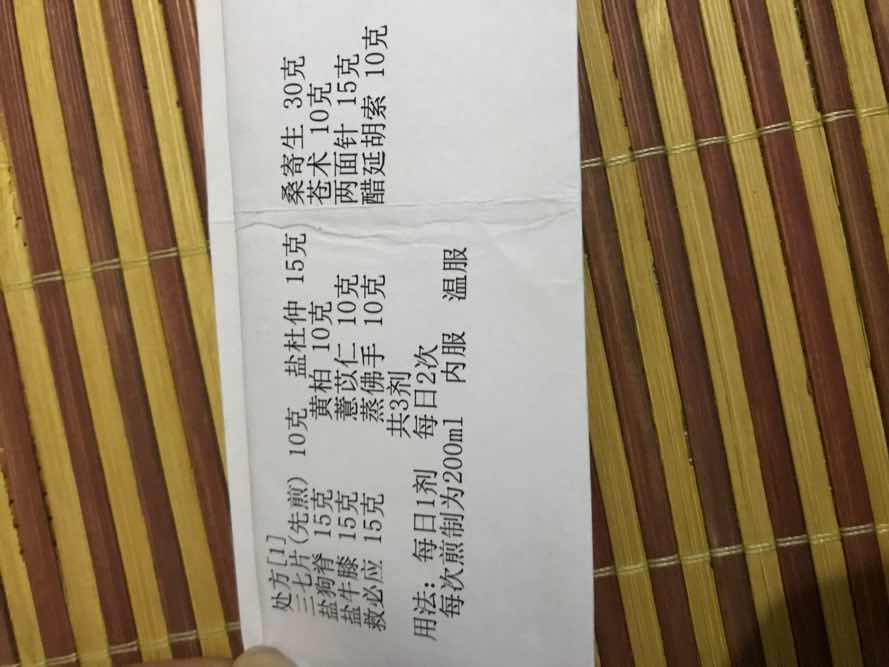 处方[1]
三七片(先煎) 10克 盐杜仲 15克 桑寄生 30克
盐狗脊 15克 黄柏 10克 苍术 10克
盐牛膝 15克 薏苡仁 10克 两面针 15克
救必应 15克 蒸佛手 10克 醋延胡索 10克
共3剂
用法: 每日1剂 每日2次
每次煎制为200ml 内服 温服